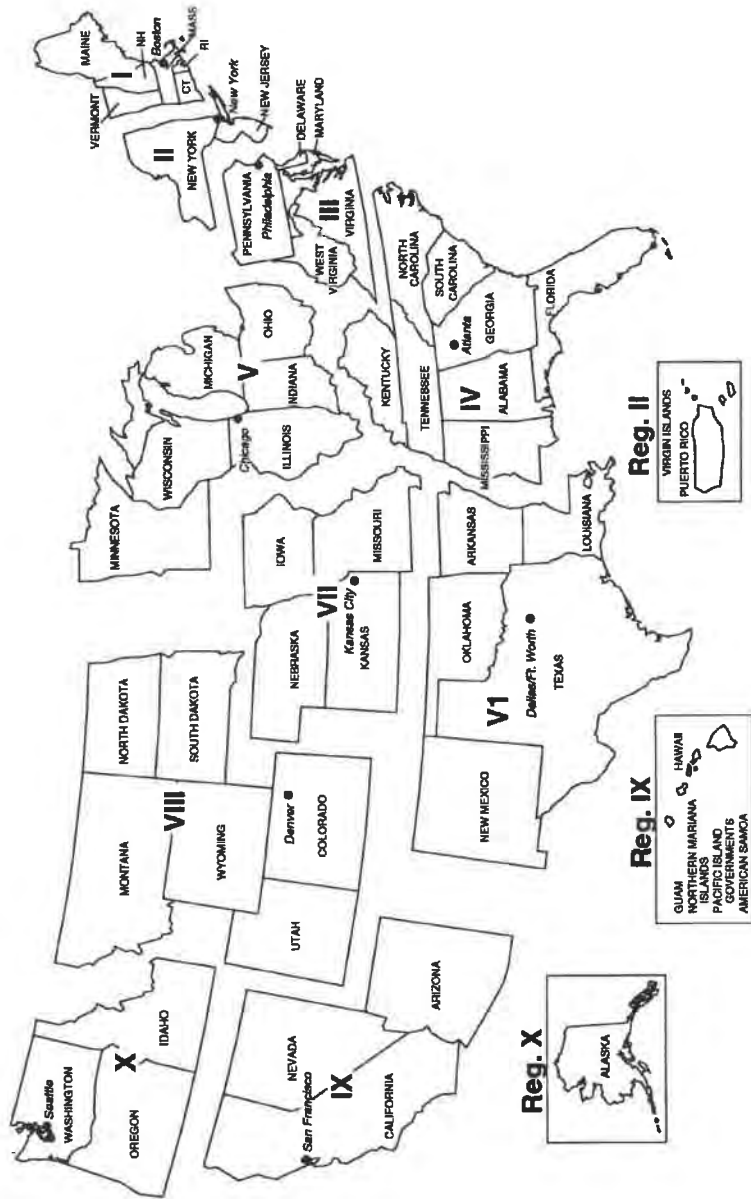 WASHINGTON
Seattle
OREGON
X
IDAHO
MONTANA
NORTH DAKOTA
SOUTH DAKOTA
VIII
WYOMING
UTAH
Denver
COLORADO
NEVADA
San Francisco
IX
CALIFORNIA
ARIZONA
MINNESOTA
WISCONSIN
MICHIGAN
V
Chicago
ILLINOIS
NDIANA
OHIO
NEBRASKA
IOWA
VII
Kansas City
KANSAS
MISSOURI
NEW MEXICO
OKLAHOMA
V1
Dallas/Ft. Worth
TEXAS
ARKANSAS
LOUISIANA
KENTUCKY
TENNESSEE
NORTH
CAROLINA
SOUTH
CAROLINA
Atlanta
GEORGIA
IV
ALABAMA
MISSISSIPPI
FLORIDA
PENNSYLVANIA
Philadelphia
III
WEST
VIRGINIA
VIRGINIA
DELAWARE
MARYLAND
II
NEW YORK
New York
NEW JERSEY
VERMONT
MAINE
I
NH
Boston
MASS
CT
RI
Reg. X
ALASKA
Reg. IX
GUAM
HAWAII
NORTHERN MARIANA
ISLANDS
PACIFIC ISLAND
GOVERNMENTS
AMERICAN SAMOA
Reg. II
VIRGIN ISLANDS
PUERTO RICO